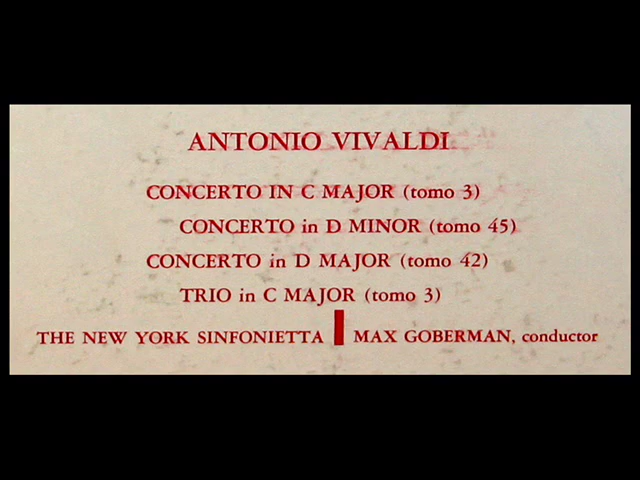 ANTONIO VIVALDI
CONCERTO IN C MAJOR (tomo 3)
CONCERTO in D MINOR (tomo 45)
CONCERTO in D MAJOR (tomo 42)
TRIO in C MAJOR (tomo 3)
THE NEW YORK SINFONIETTA MAX GOBERMAN, conductor